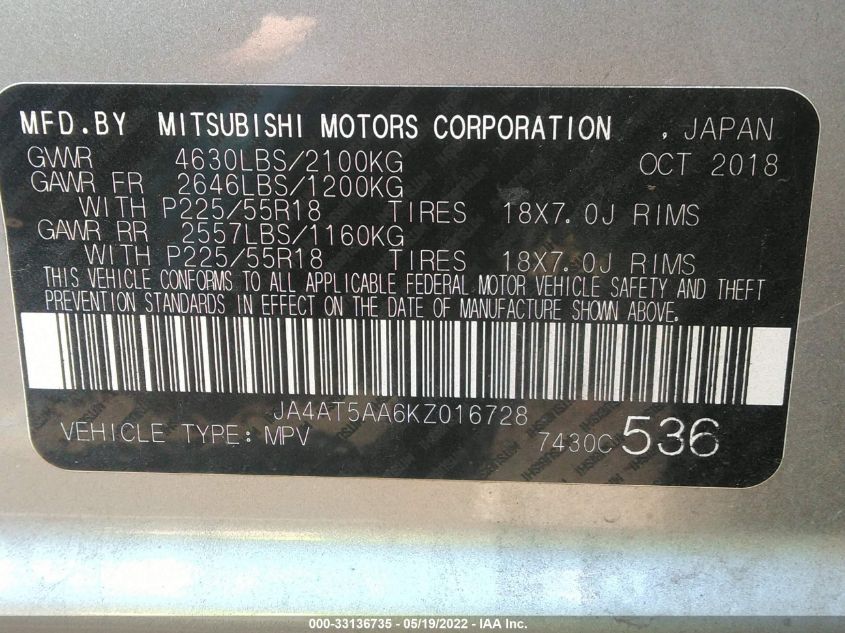 MFD.BY MITSUBISHI MOTORS CORPORATION , JAPAN
GVWR 4630LBS/2100KG OCT 2018
GAWR FR 2646LBS/1200KG
WITH P225/55R18 TIRES 18X7.0J RIMS
GAWR RR 2557LBS/1160KG
WITH P225/55R18 TIRES 18X7.0J RIMS
THIS VEHICLE CONFORMS TO ALL APPLICABLE FEDERAL MOTOR VEHICLE SAFETY AND THEFT
PREVENTION STANDARDS IN EFFECT ON THE DATE OF MANUFACTURE SHOWN ABOVE.
JA4AT5AA6KZ016728
VEHICLE TYPE: MPV 7430C 536
000-33136735 - 05/19/2022 - IAA Inc.